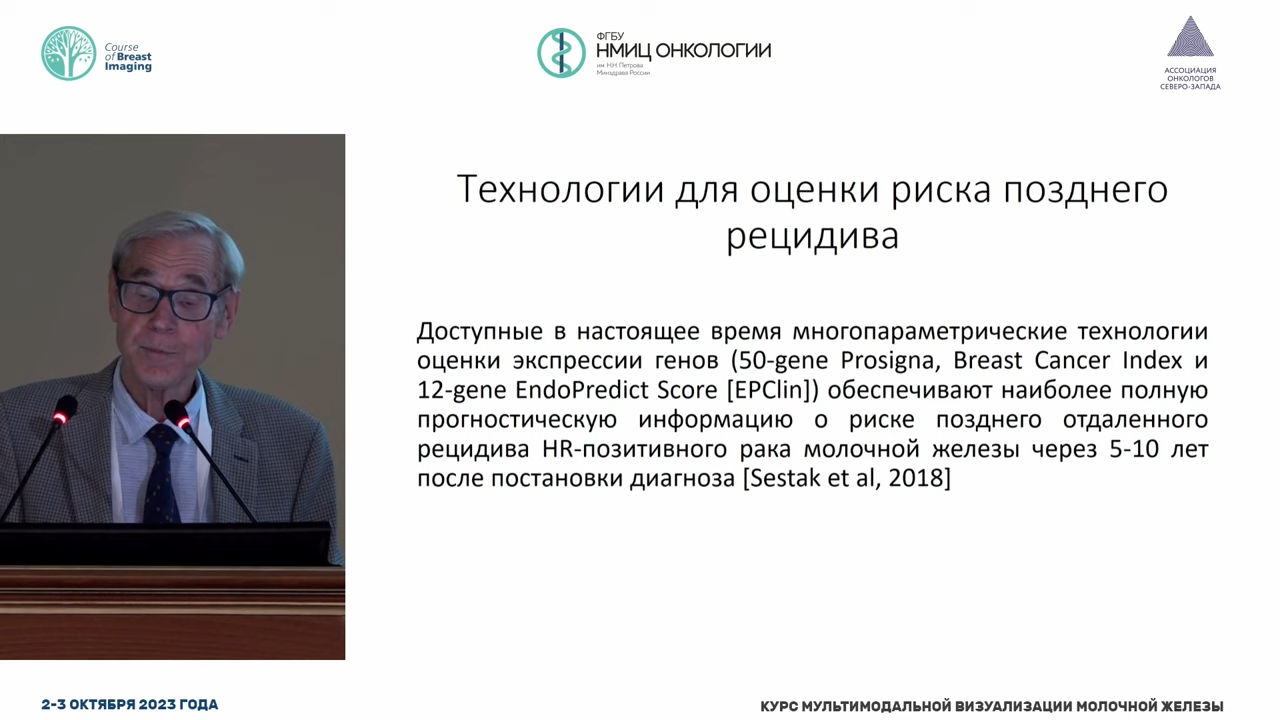 Course
of Breast
Imaging
ФГБУ
НМИЦ ОНКОЛОГИИ
им. Н.Н. Петрова
Минздрава России
АССОЦИАЦИЯ
ОНКОЛОГОВ
СЕВЕРО-ЗАПАДА
Технологии для оценки риска позднего
рецидива
Доступные в настоящее время многопараметрические технологии
оценки экспрессии генов (50-gene Prosigna, Breast Cancer Index и
12-gene EndoPredict Score [EPClin]) обеспечивают наиболее полную
прогностическую информацию о риске позднего отдаленного
рецидива HR-позитивного рака молочной железы через 5-10 лет
после постановки диагноза [Sestak et al, 2018]
2-3 ОКТЯБРЯ 2023 ГОДА
КУРС МУЛЬТИМОДАЛЬНОЙ ВИЗУАЛИЗАЦИИ МОЛОЧНОЙ ЖЕЛЕЗЫ